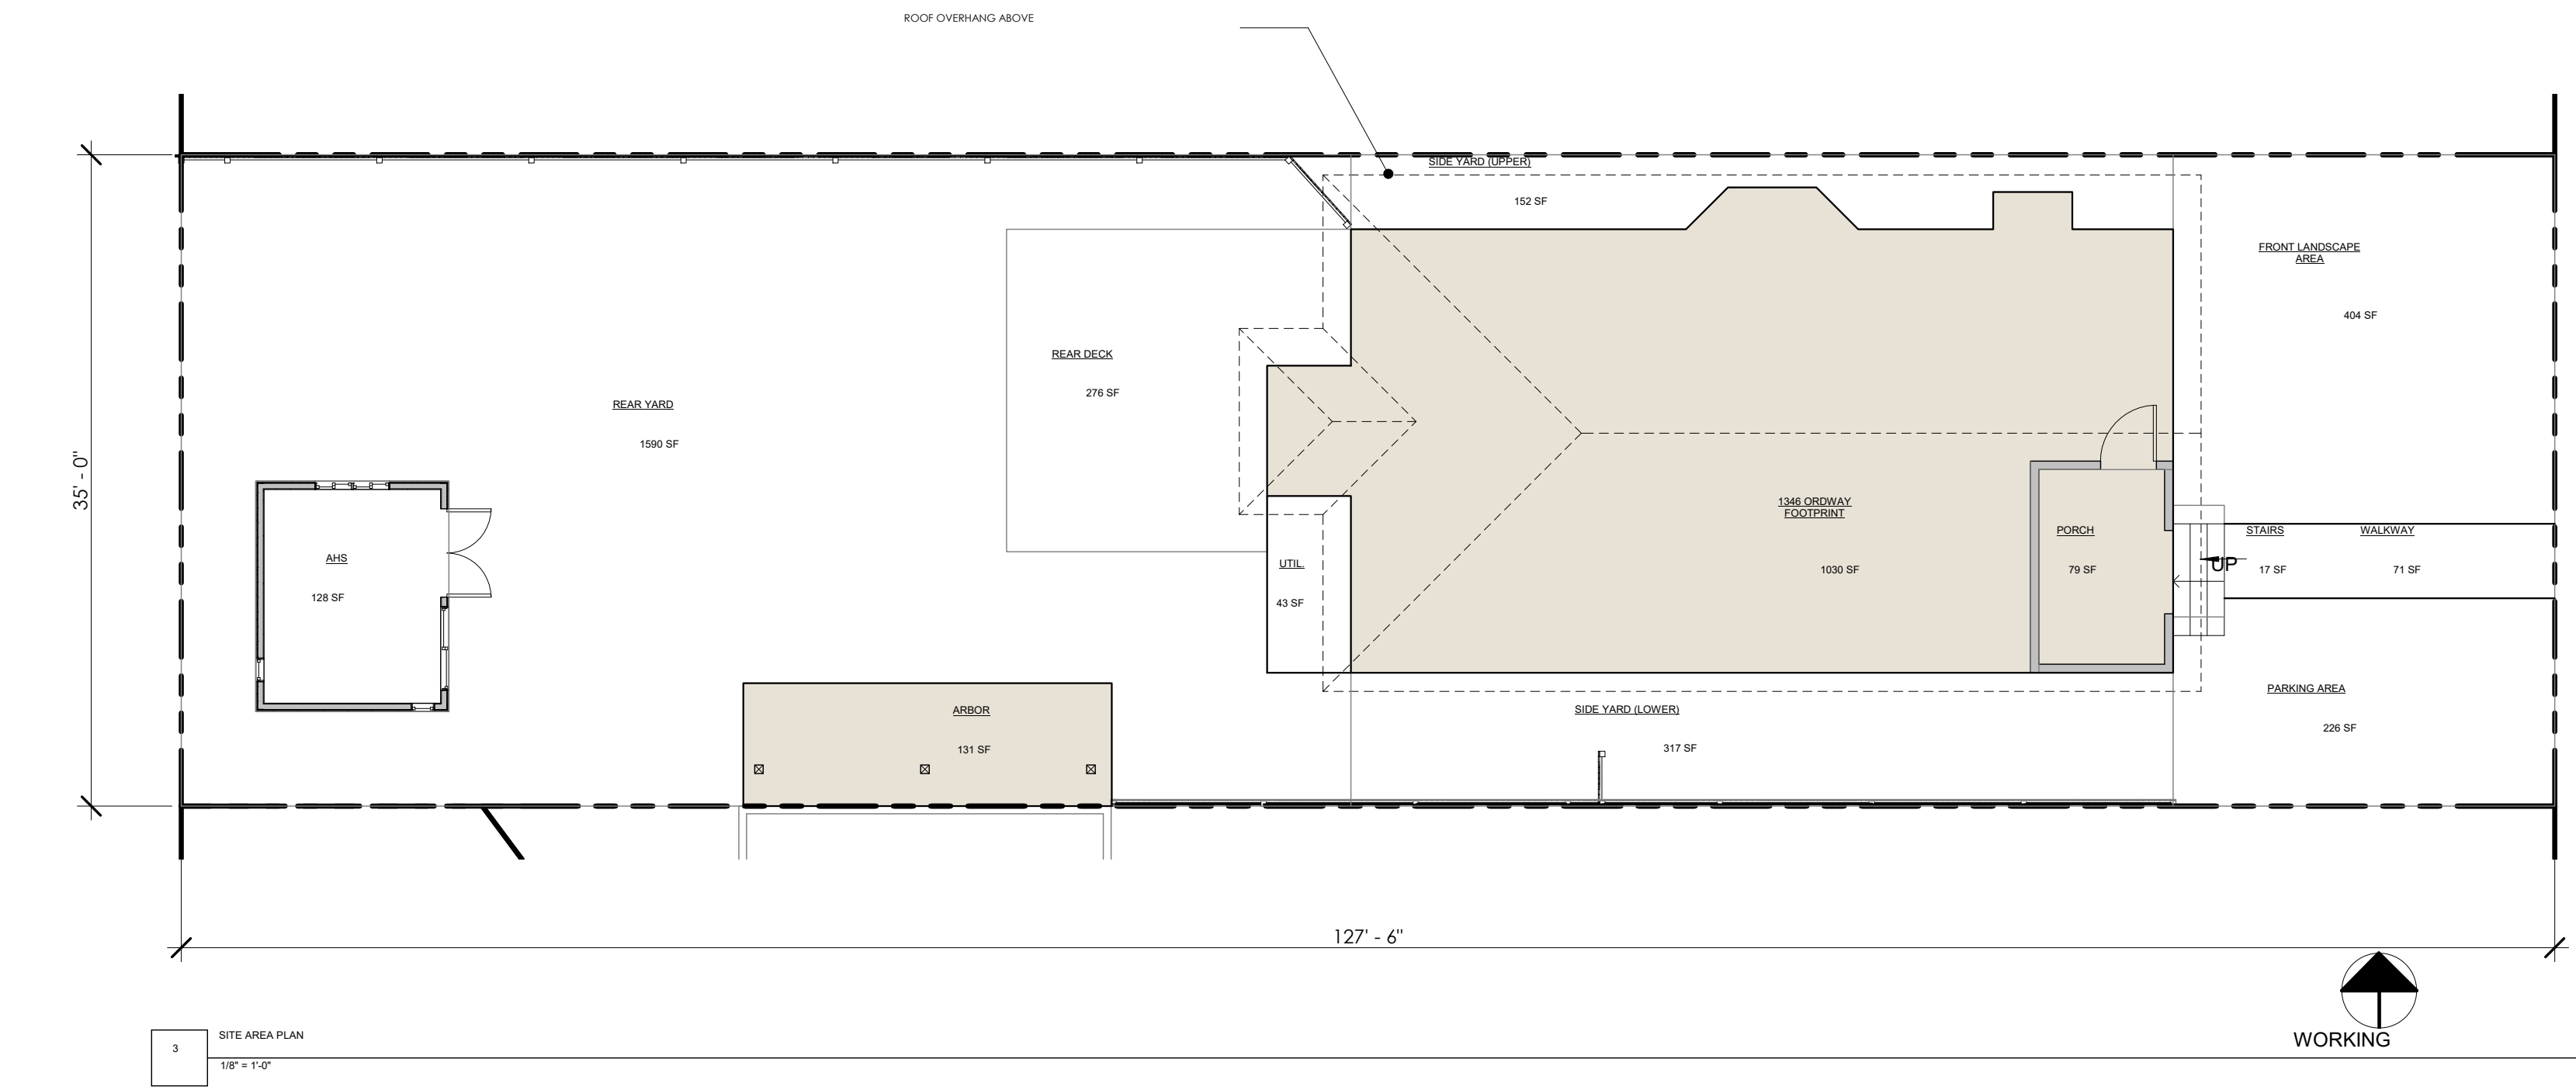 ROOF OVERHANG ABOVE
SIDE YARD (UPPER)
152 SF
FRONT LANDSCAPE
AREA
404 SF
REAR DECK
276 SF
REAR YARD
1590 SF
35' - 0"
1346 ORDWAY
FOOTPRINT
1030 SF
PORCH
79 SF
STAIRS
17 SF
WALKWAY
71 SF
UP
AHS
128 SF
UTIL.
43 SF
PARKING AREA
226 SF
ARBOR
131 SF
SIDE YARD (LOWER)
317 SF
127' - 6"
WORKING
3
SITE AREA PLAN
1/8" = 1'-0"